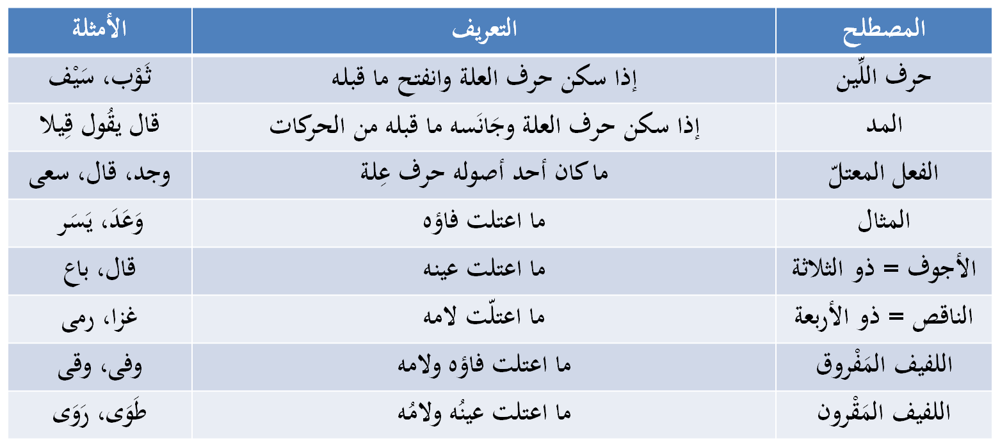 المصطلح التعريف الأمثلة
حرف اللِّين إذا سكن حرف العلة وانفتح ما قبله ثَوْب، سَيْف
المد إذا سكن حرف العلة وجَانَسه ما قبله من الحركات قال يقُول قِيلا
الفعل المعتلّ ما كان أحد أصوله حرف عِلة وجد، قال، سعى
المثال ما اعتلت فاؤه وَعَدَ، يَسَر
الأجوف = ذو الثلاثة ما اعتلت عينه قال، باع
الناقص = ذو الأربعة ما اعتلّت لامه غزا، رمى
اللفيف المَفْروق ما اعتلت فاؤه ولامه وفى، وقى
اللفيف المَقْرون ما اعتلت عينُه ولامُه طَوَى، رَوَى